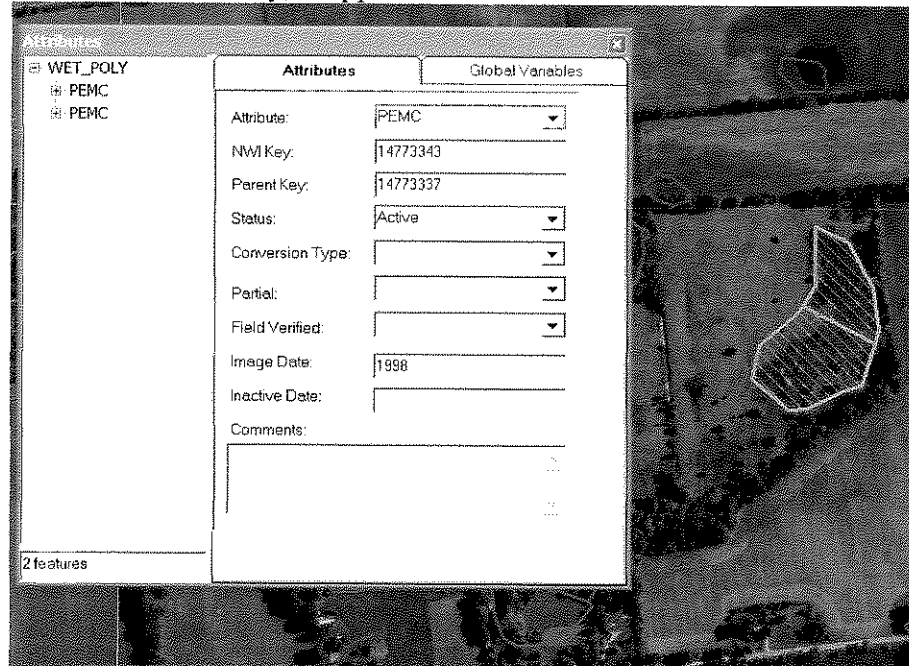 Attributes
WET_POLY
PEMC
PEMC
2 features
Attributes Global Variables
Attribute: PEMC
NWI Key: 14773343
Parent Key: 14773337
Status: Active
Conversion Type:
Partial:
Field Verified:
Image Date: 1998
Inactive Date:
Comments: